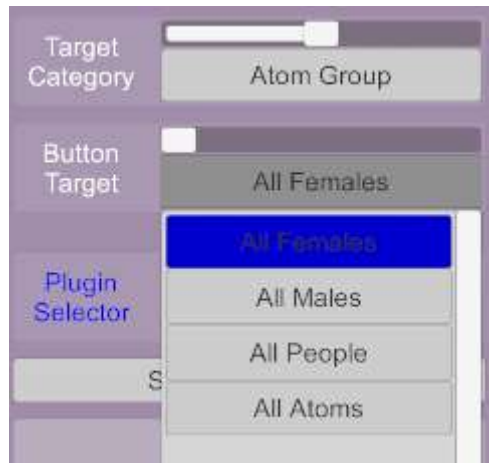 Target
Category
Atom Group
Button
Target
All Females
All Females
All Males
Plugin
Selector
All People
All Atoms
S